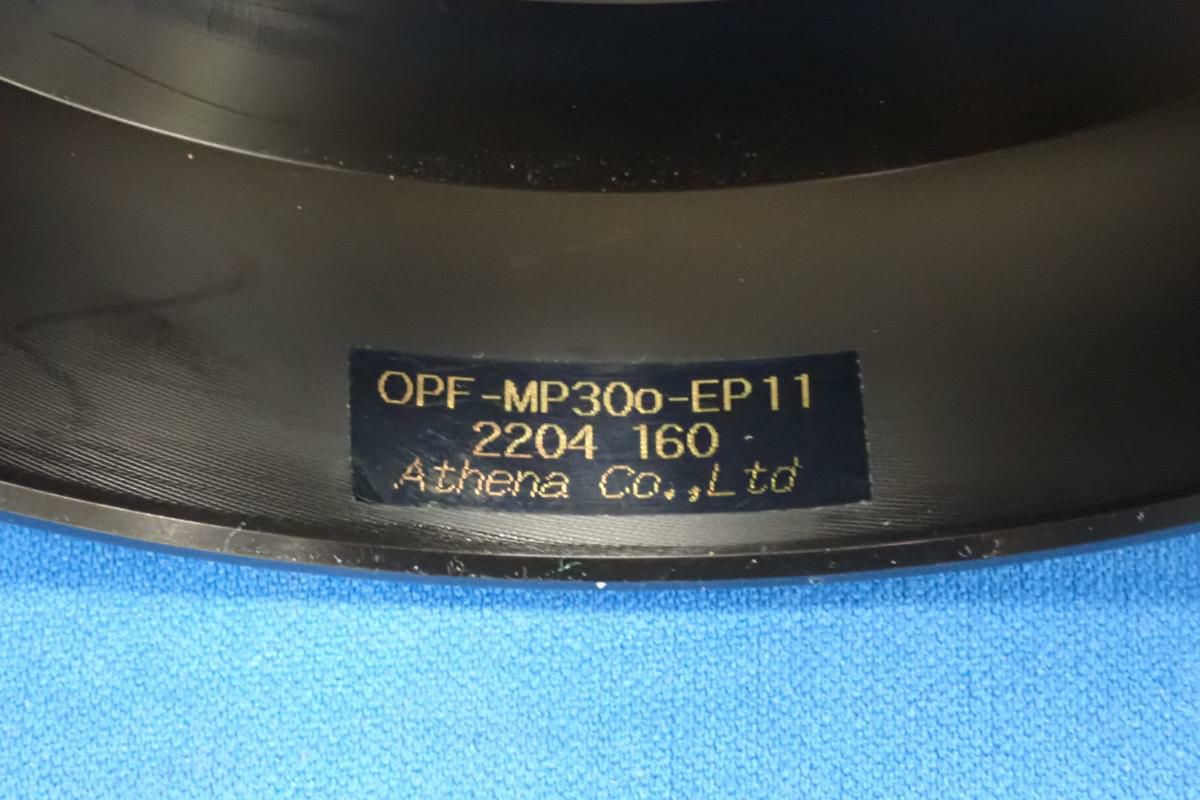 OPF-MP30o-EP11
2204 160
Athena Co.,Ltd